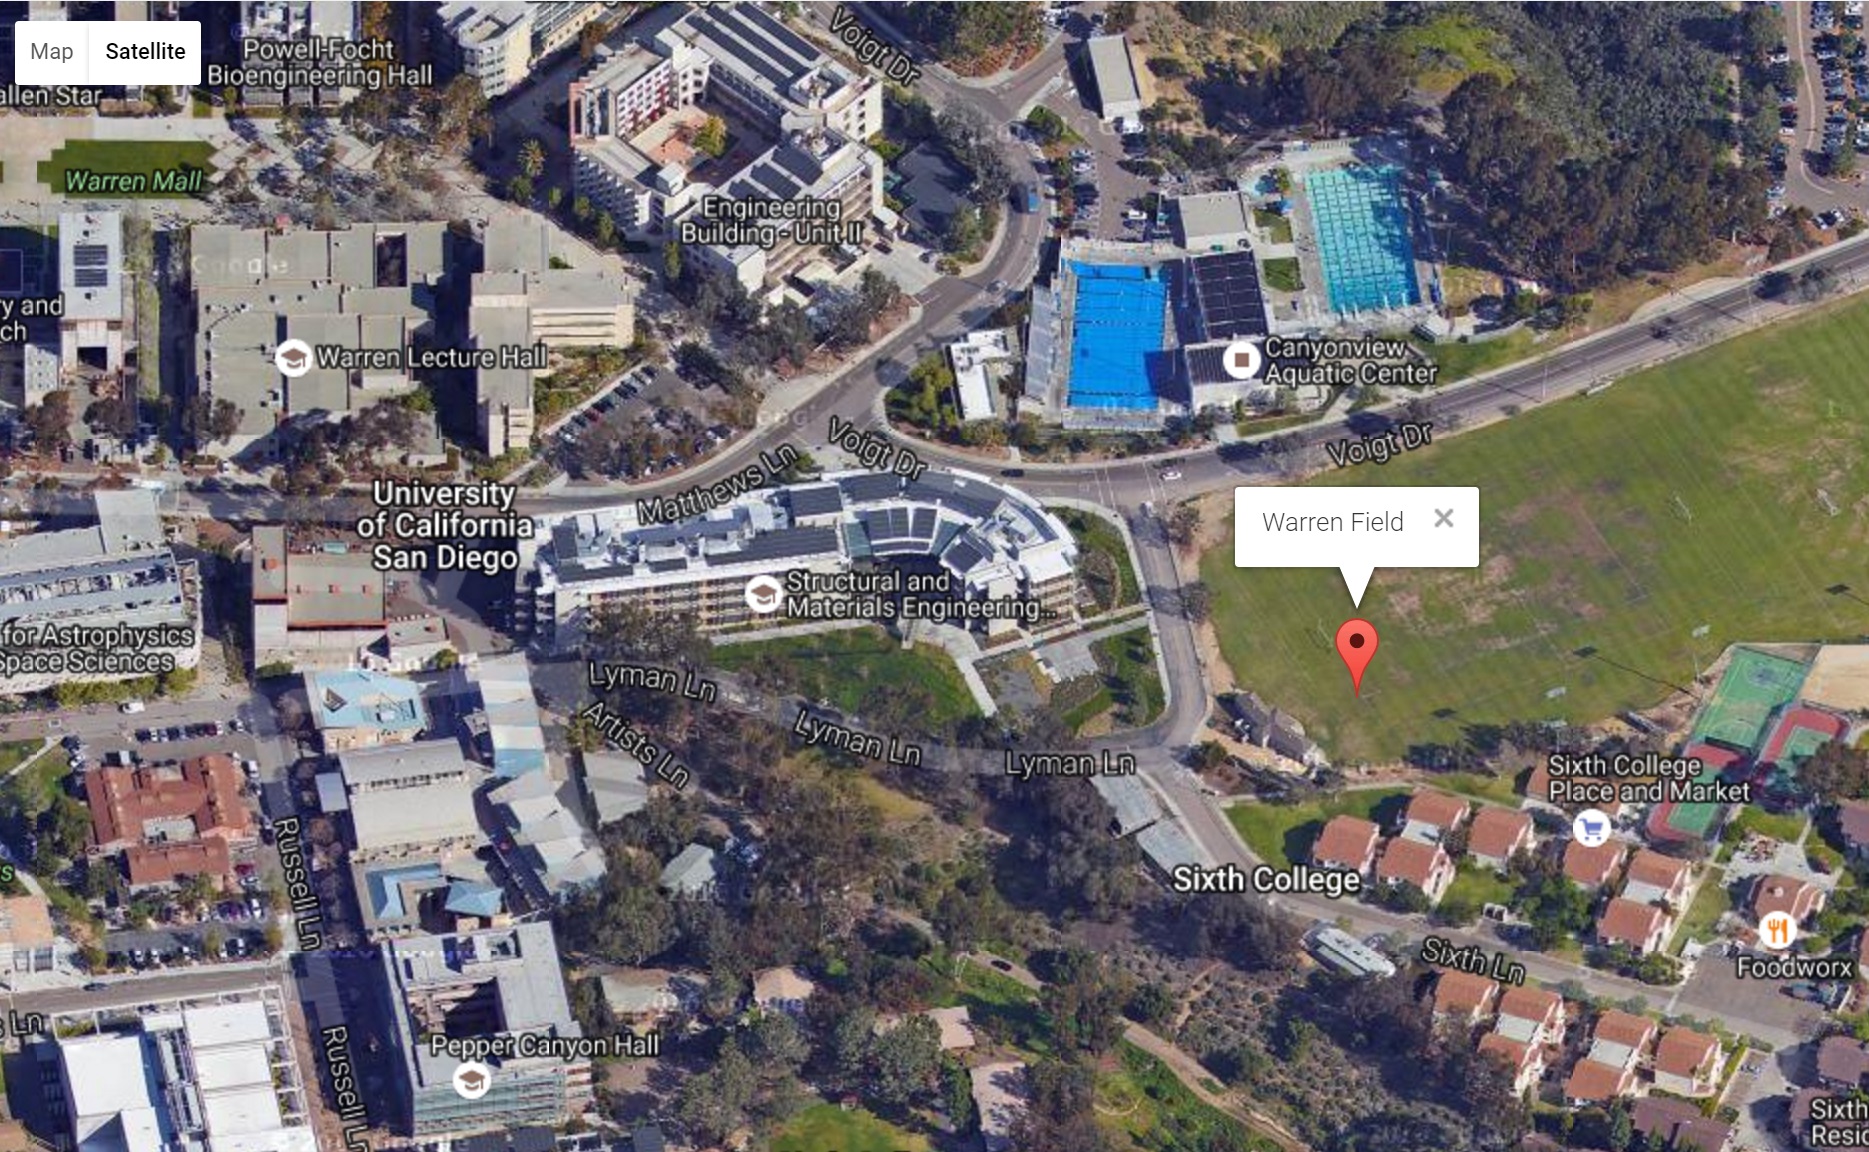 Map
Satellite
Powell-Focht
Bioengineering Hall
allen Star
Voigt Dr
Warren Mall
Engineering
Building - Unit II
ry and
ch
Warren Lecture Hall
Canyonview
Aquatic Center
Voigt Dr
Voigt Dr
Matthews Ln
University
of California
San Diego
Warren Field
Structural and
Materials Engineering...
for Astrophysics
Space Sciences
Lyman Ln
Artists Ln
Lyman Ln
Lyman Ln
Sixth College
Place and Market
Russell Ln
s
Sixth College
Sixth Ln
Foodworx
s Ln
Russell Ln
Pepper Canyon Hall
Sixth
Resid